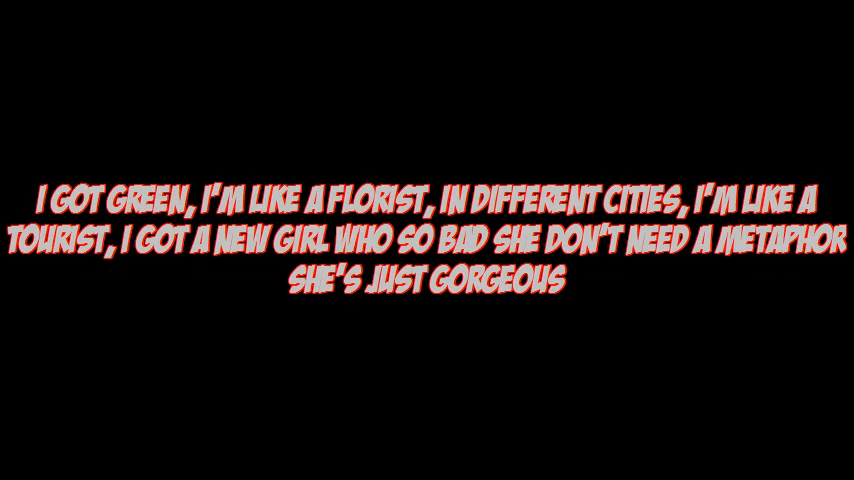 I GOT GREEN, I'M LIKE A FLORIST, IN DIFFERENT CITIES, I'M LIKE A
TOURIST, I GOT A NEW GIRL WHO SO BAD SHE DON'T NEED A METAPHOR
SHE'S JUST GORGEOUS